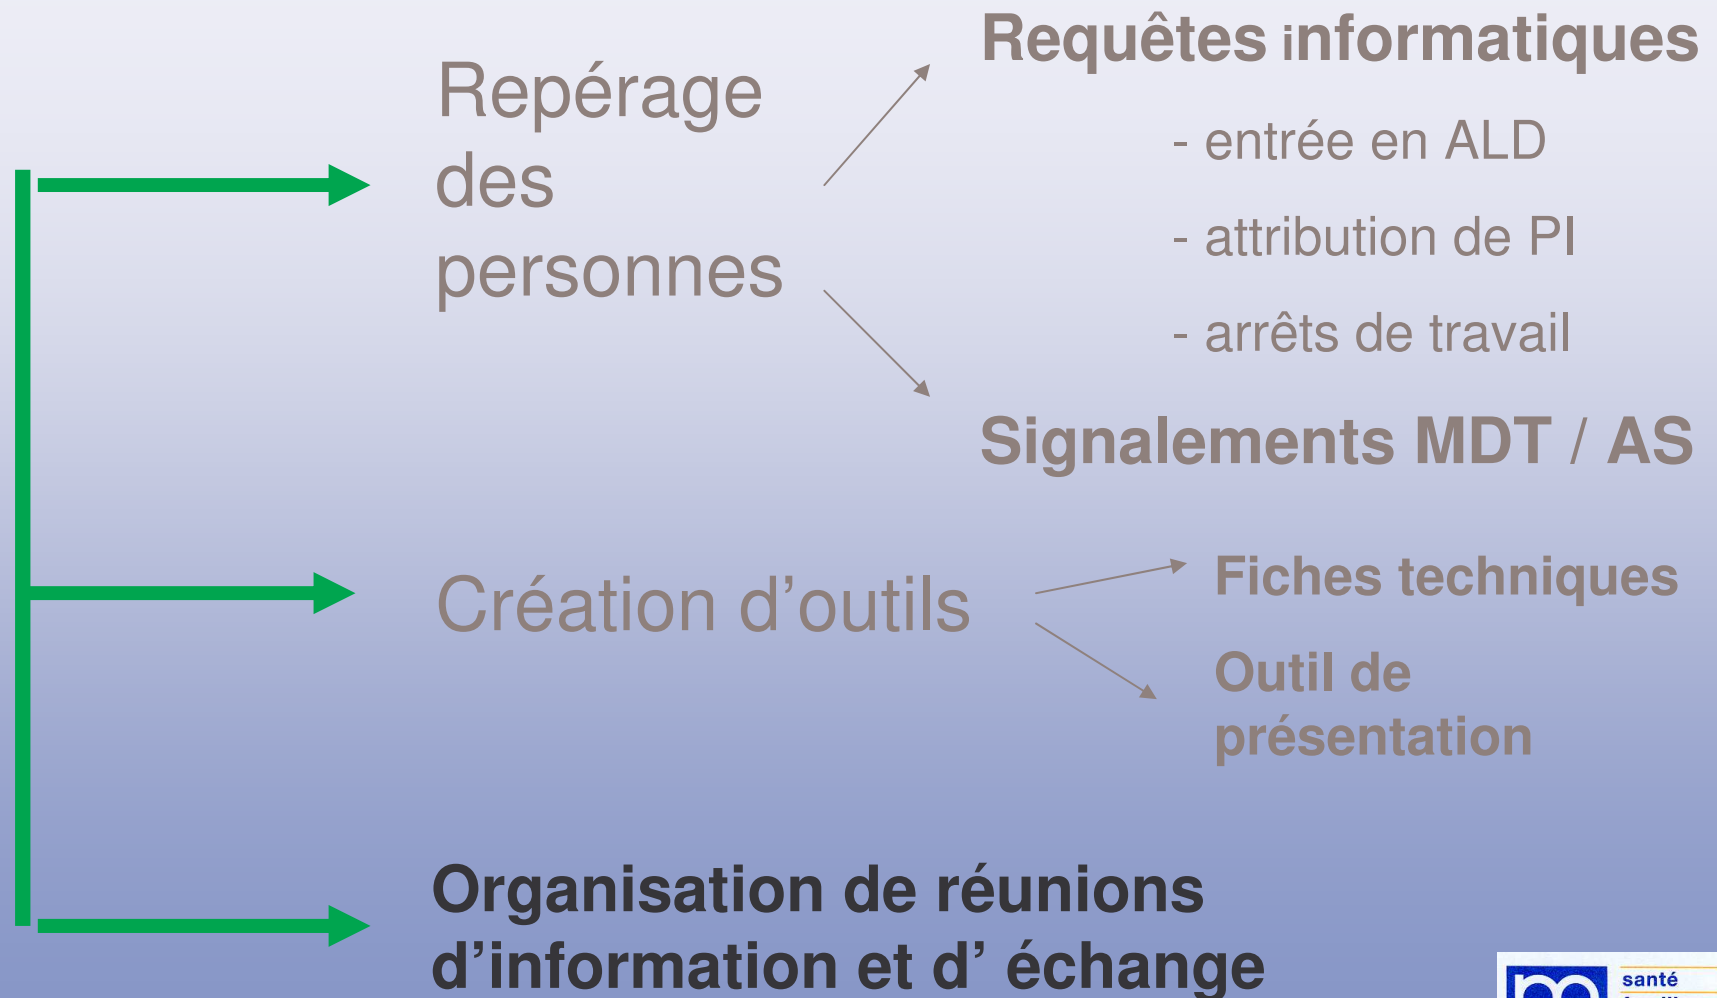 Repérage
des
personnes
Requêtes informatiques
- entrée en ALD
- attribution de PI
- arrêts de travail
Signalements MDT / AS
Création d’outils
Fiches techniques
Outil de
présentation
Organisation de réunions
d’information et d’ échange
santé